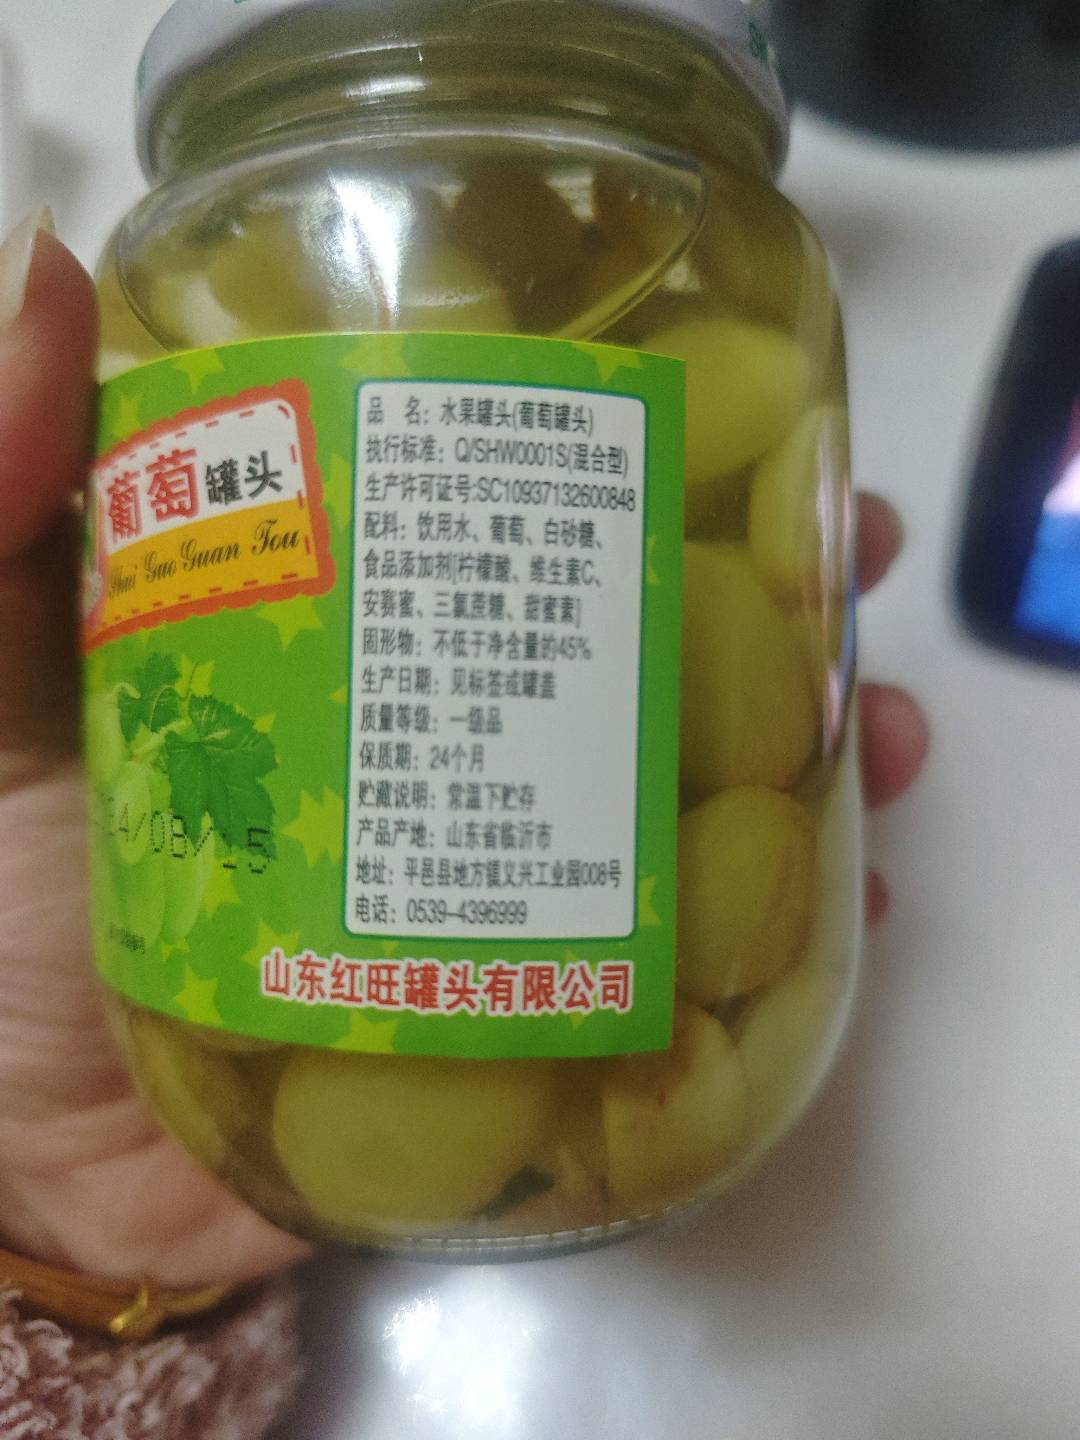 葡萄罐头
Shui Guo Guan Tou
品 名：水果罐头(葡萄罐头)
执行标准：Q/SHW0001S(混合型)
生产许可证号:SC10937132600848
配料：饮用水、葡萄、白砂糖、
食品添加剂[柠檬酸、维生素C、
安赛蜜、三氯蔗糖、甜蜜素]
固形物：不低于净含量的45%
生产日期：见标签或罐盖
质量等级：一级品
保质期：24个月
贮藏说明：常温下贮存
产品产地：山东省临沂市
地址：平邑县地方镇义兴工业园008号
电话：0539-4396999
24/08/15
山东红旺罐头有限公司